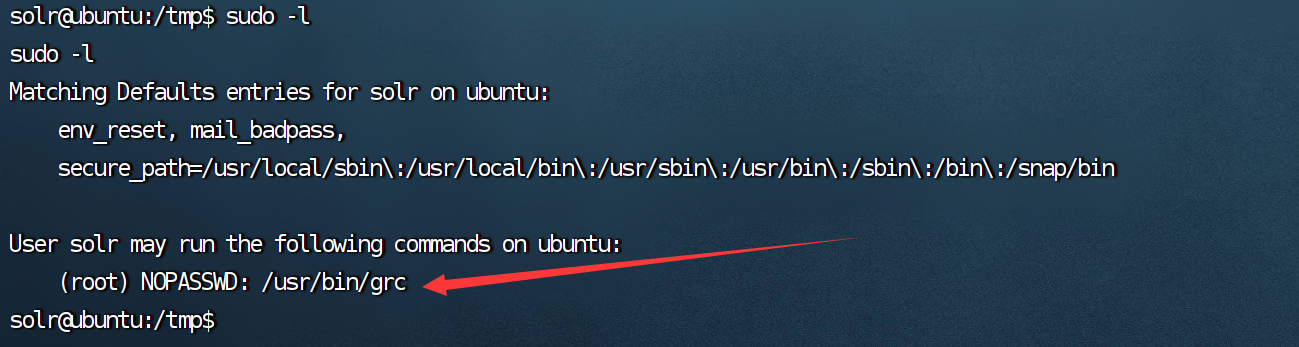 solr@ubuntu:/tmp$ sudo -l
sudo -l
Matching Defaults entries for solr on ubuntu:
    env_reset, mail_badpass,
    secure_path=/usr/local/sbin\:/usr/local/bin\:/usr/sbin\:/usr/bin\:/sbin\:/bin\:/snap/bin

User solr may run the following commands on ubuntu:
    (root) NOPASSWD: /usr/bin/grc
solr@ubuntu:/tmp$